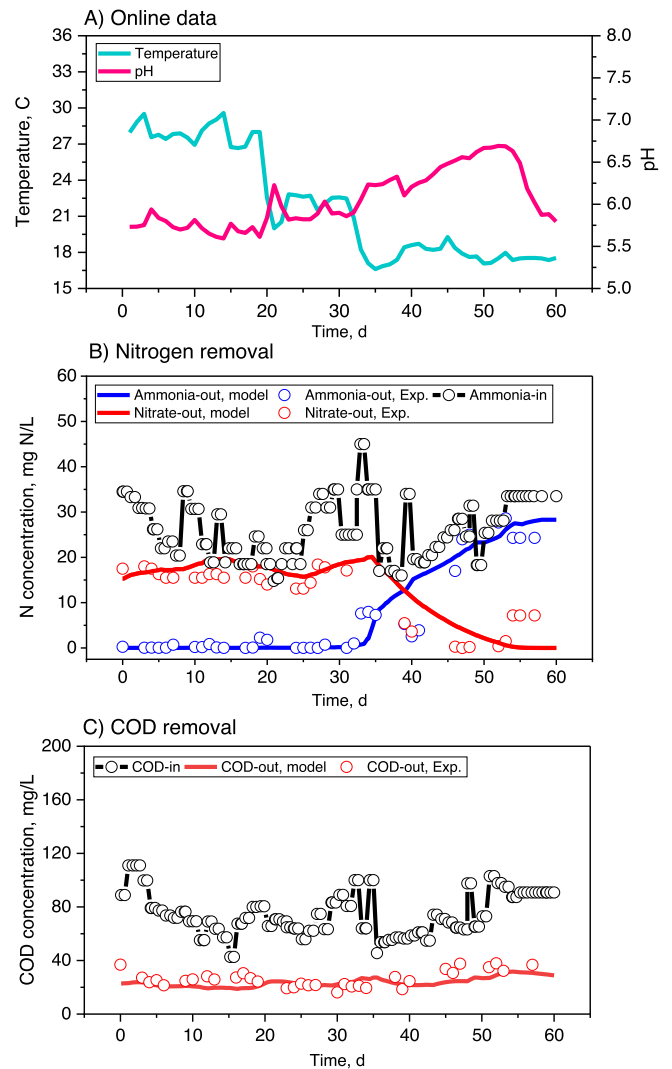 A) Online data
36
33
30
27
24
21
18
15
Temperature, C
Temperature
pH
8.0
7.5
7.0
6.5
6.0
5.5
5.0
pH
0 10 20 30 40 50 60
Time, d
B) Nitrogen removal
60
50
40
30
20
10
0
N concentration, mg N/L
Ammonia-out, model Ammonia-out, Exp. Ammonia-in
Nitrate-out, model Nitrate-out, Exp.
0 10 20 30 40 50 60
Time, d
C) COD removal
200
160
120
80
40
0
COD concentration, mg/L
COD-in COD-out, model COD-out, Exp.
0 10 20 30 40 50 60
Time, d